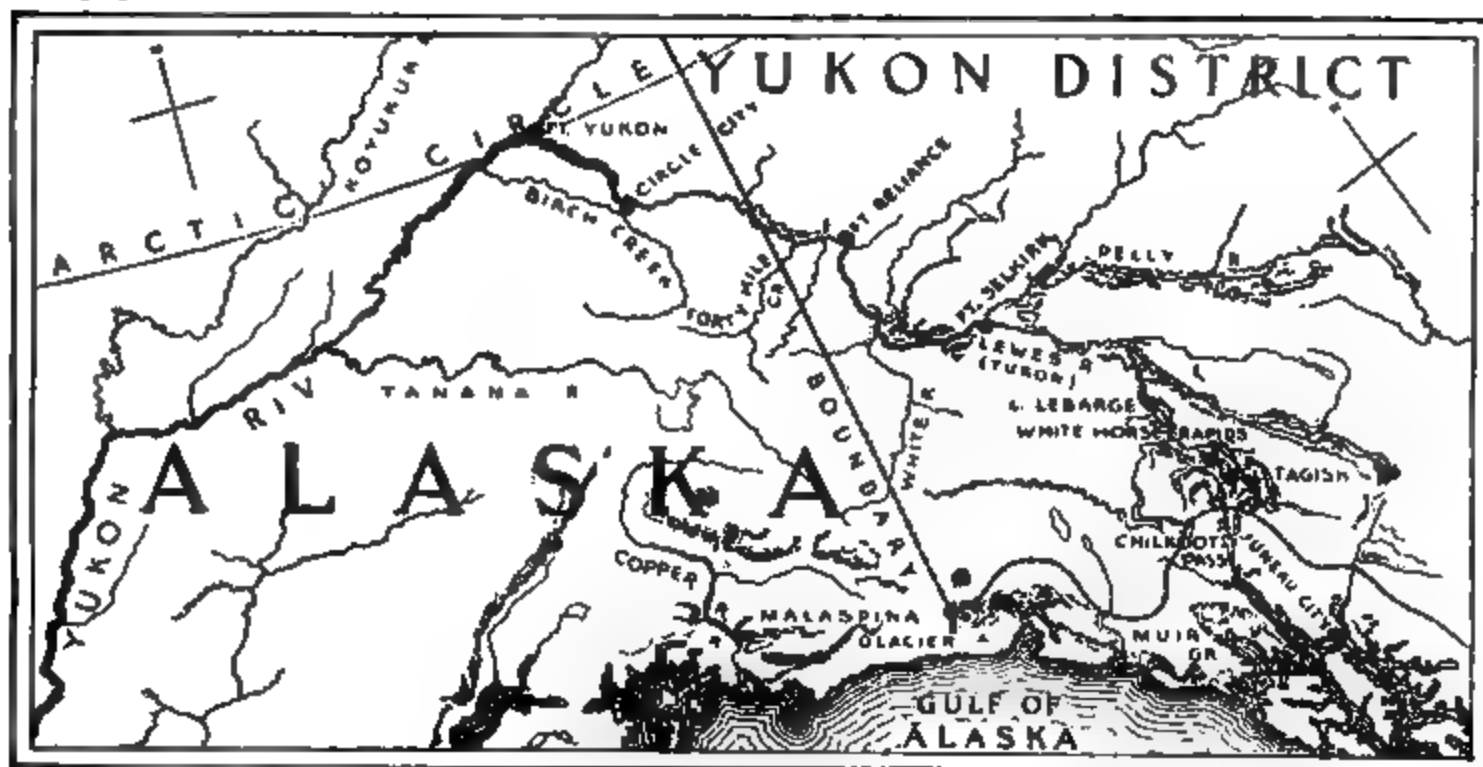 YUKON DISTRICT
ARCTIC CIRCLE
KOYUKUK
FT. YUKON
CIRCLE CITY
BIRCH CREEK
FORTY MILE CR
FT RELIANCE
FT. SELKIRK
PELLY R
LEWES R
(YUKON)
TANANA R
YUKON RIV
BOUNDARY
WHITE R
L. LEBARGE
WHITE HORSE RAPIDS
TAGISH
ALASKA
CHILKOOT
PASS
JUNEAU CITY
COPPER R
MALASPINA
GLACIER
MUIR
GR
GULF OF
ALASKA